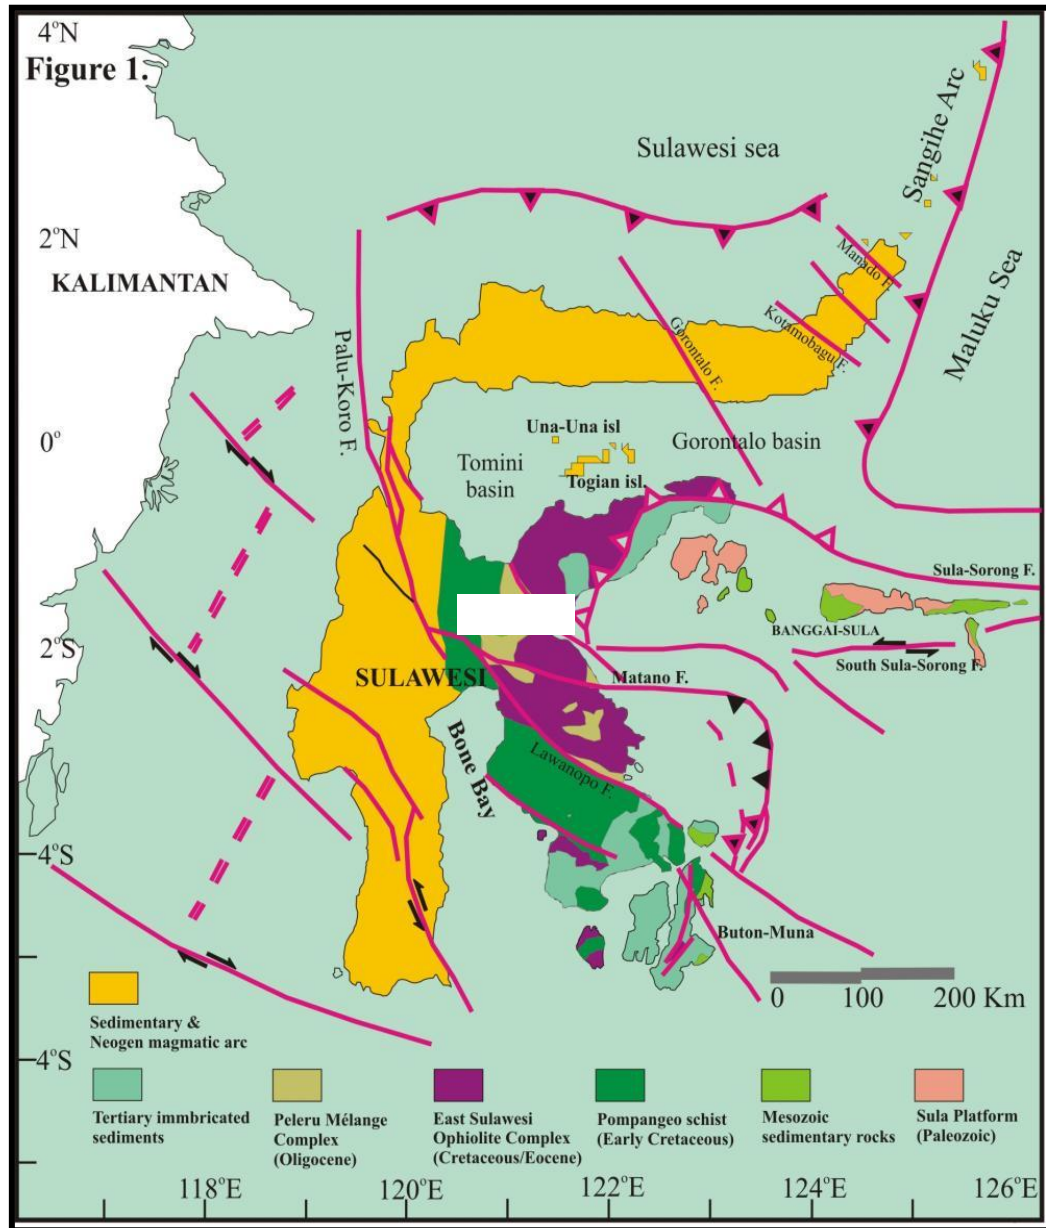 4°N
Figure 1.
Sulawesi sea
Sangihe Arc
2°N
KALIMANTAN
Manado F.
Maluku Sea
Palu-Koro F.
Gorontalo F.
Kotamobagu F.
0°
Una-Una isl
Gorontalo basin
Tomini
basin
Togian isl.
Sula-Sorong F.
BANGGAI-SULA
2°S
South Sula-Sorong F.
SULAWESI
Matano F.
Bone Bay
Lawanopo F.
4°S
Buton-Muna
0 100 200 Km
Sedimentary &
Neogen magmatic arc
4°S
Tertiary immbricated
sediments
Peleru Mélange
Complex
(Oligocene)
East Sulawesi
Ophiolite Complex
(Cretaceous/Eocene)
Pompangeo schist
(Early Cretaceous)
Mesozoic
sedimentary rocks
Sula Platform
(Paleozoic)
118°E
120°E
122°E
124°E
126°E